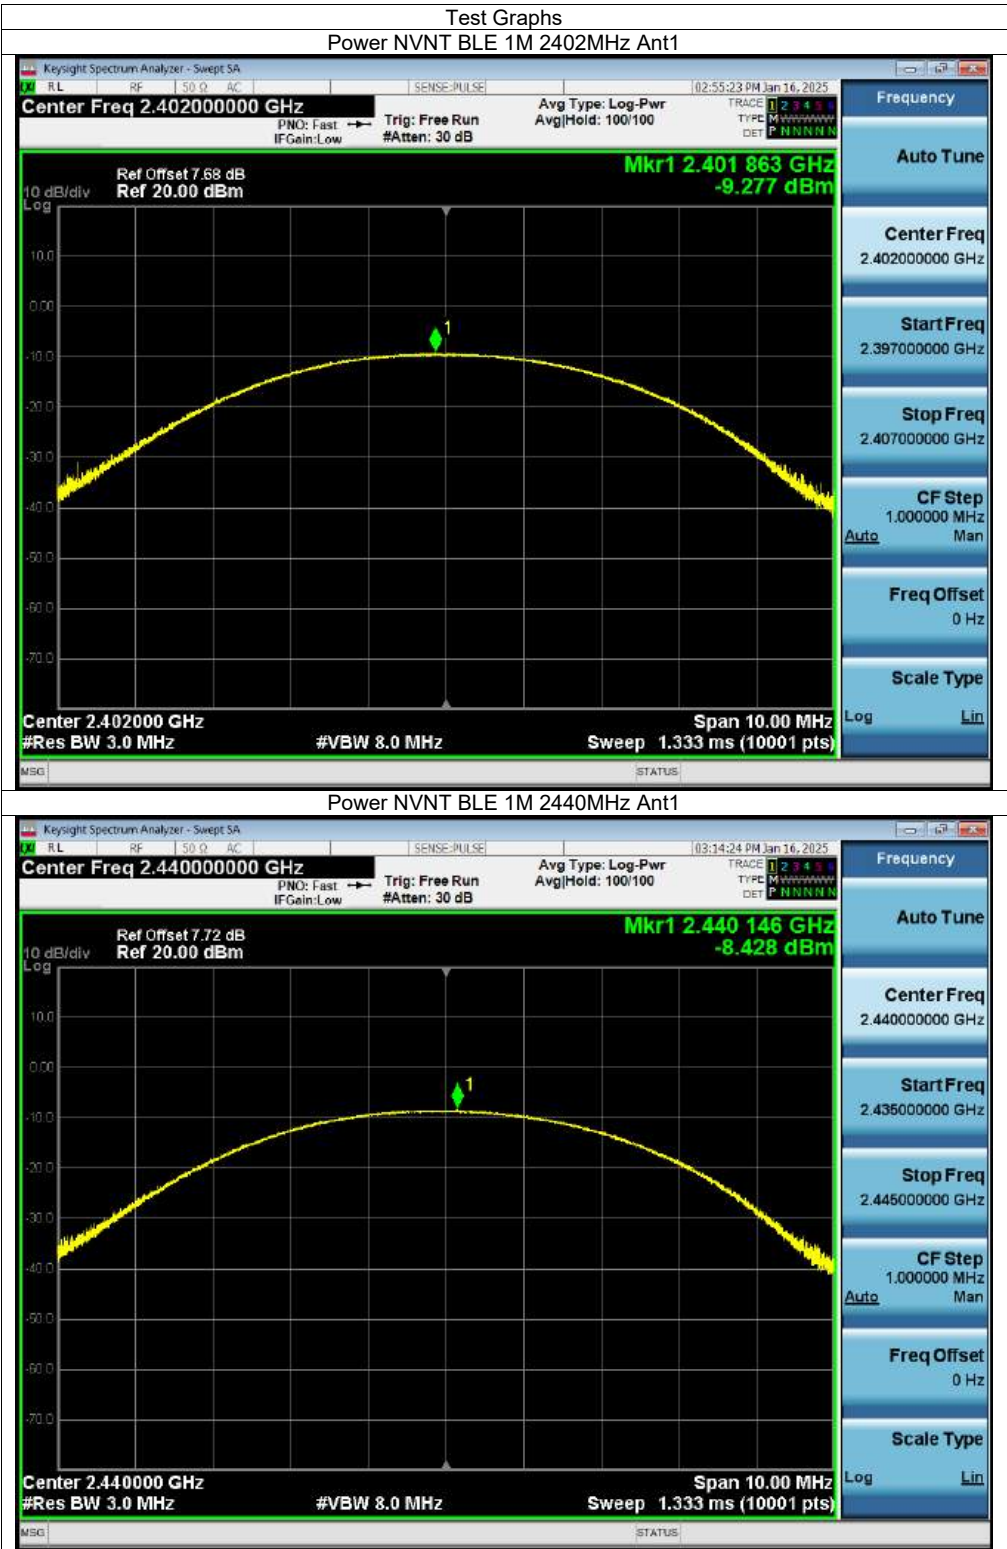 Test Graphs
Power NVNT BLE 1M 2402MHz Ant1
Keysight Spectrum Analyzer - Swept SA
RL RF 50 Ω AC SENSE:PULSE 02:55:23 PM Jan 16, 2025
Center Freq 2.402000000 GHz
PNO: Fast
IFGain:Low
Trig: Free Run
#Atten: 30 dB
Avg Type: Log-Pwr
Avg|Hold: 100/100
TRACE 1 2 3 4 5 6
TYPE M
DET P N N N N N
Frequency
Mkr1 2.401 863 GHz
-9.277 dBm
Ref Offset 7.68 dB
10 dB/div Ref 20.00 dBm
Log
10.0
0.00
-10.0
-20.0
-30.0
-40.0
-50.0
-60.0
-70.0
1
Center 2.402000 GHz Span 10.00 MHz
#Res BW 3.0 MHz #VBW 8.0 MHz Sweep 1.333 ms (10001 pts)
Auto Tune
Center Freq
2.402000000 GHz
Start Freq
2.397000000 GHz
Stop Freq
2.407000000 GHz
CF Step
1.000000 MHz
Auto Man
Freq Offset
0 Hz
Scale Type
Log Lin
MSG STATUS
Power NVNT BLE 1M 2440MHz Ant1
Keysight Spectrum Analyzer - Swept SA
RL RF 50 Ω AC SENSE:PULSE 03:14:24 PM Jan 16, 2025
Center Freq 2.440000000 GHz
PNO: Fast
IFGain:Low
Trig: Free Run
#Atten: 30 dB
Avg Type: Log-Pwr
Avg|Hold: 100/100
TRACE 1 2 3 4 5 6
TYPE M
DET P N N N N N
Frequency
Mkr1 2.440 146 GHz
-8.428 dBm
Ref Offset 7.72 dB
10 dB/div Ref 20.00 dBm
Log
10.0
0.00
-10.0
-20.0
-30.0
-40.0
-50.0
-60.0
-70.0
1
Center 2.440000 GHz Span 10.00 MHz
#Res BW 3.0 MHz #VBW 8.0 MHz Sweep 1.333 ms (10001 pts)
Auto Tune
Center Freq
2.440000000 GHz
Start Freq
2.435000000 GHz
Stop Freq
2.445000000 GHz
CF Step
1.000000 MHz
Auto Man
Freq Offset
0 Hz
Scale Type
Log Lin
MSG STATUS